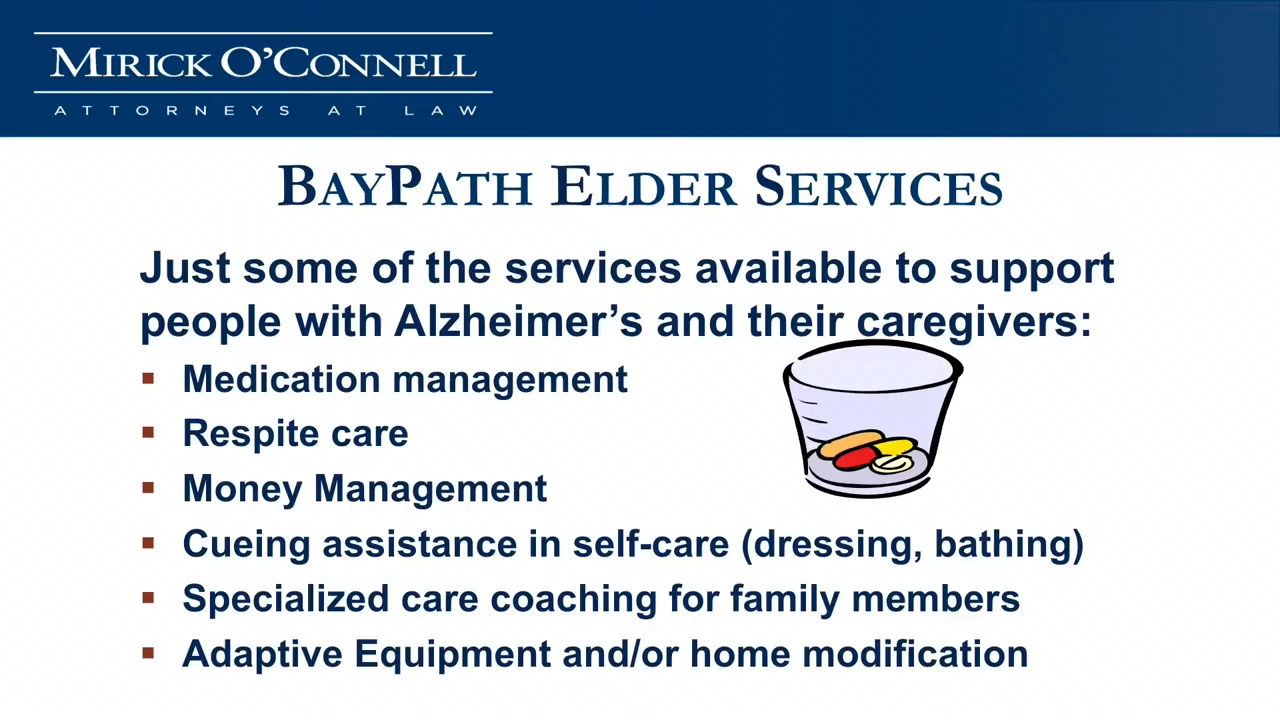 MIRICK O'CONNELL
ATTORNEYS AT LAW
BAYPATH ELDER SERVICES
Just some of the services available to support
people with Alzheimer's and their caregivers:
▪ Medication management
▪ Respite care
▪ Money Management
▪ Cueing assistance in self-care (dressing, bathing)
▪ Specialized care coaching for family members
▪ Adaptive Equipment and/or home modification